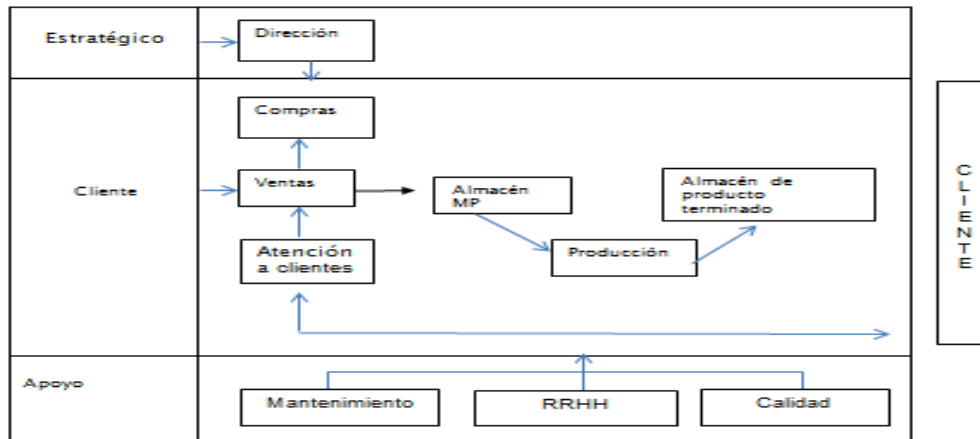 Estratégico
Dirección
Compras
Cliente
Ventas
Almacén
MP
Almacén de
producto
terminado
Atención
a clientes
Producción
C
L
I
E
N
T
E
Apoyo
Mantenimiento
RRHH
Calidad